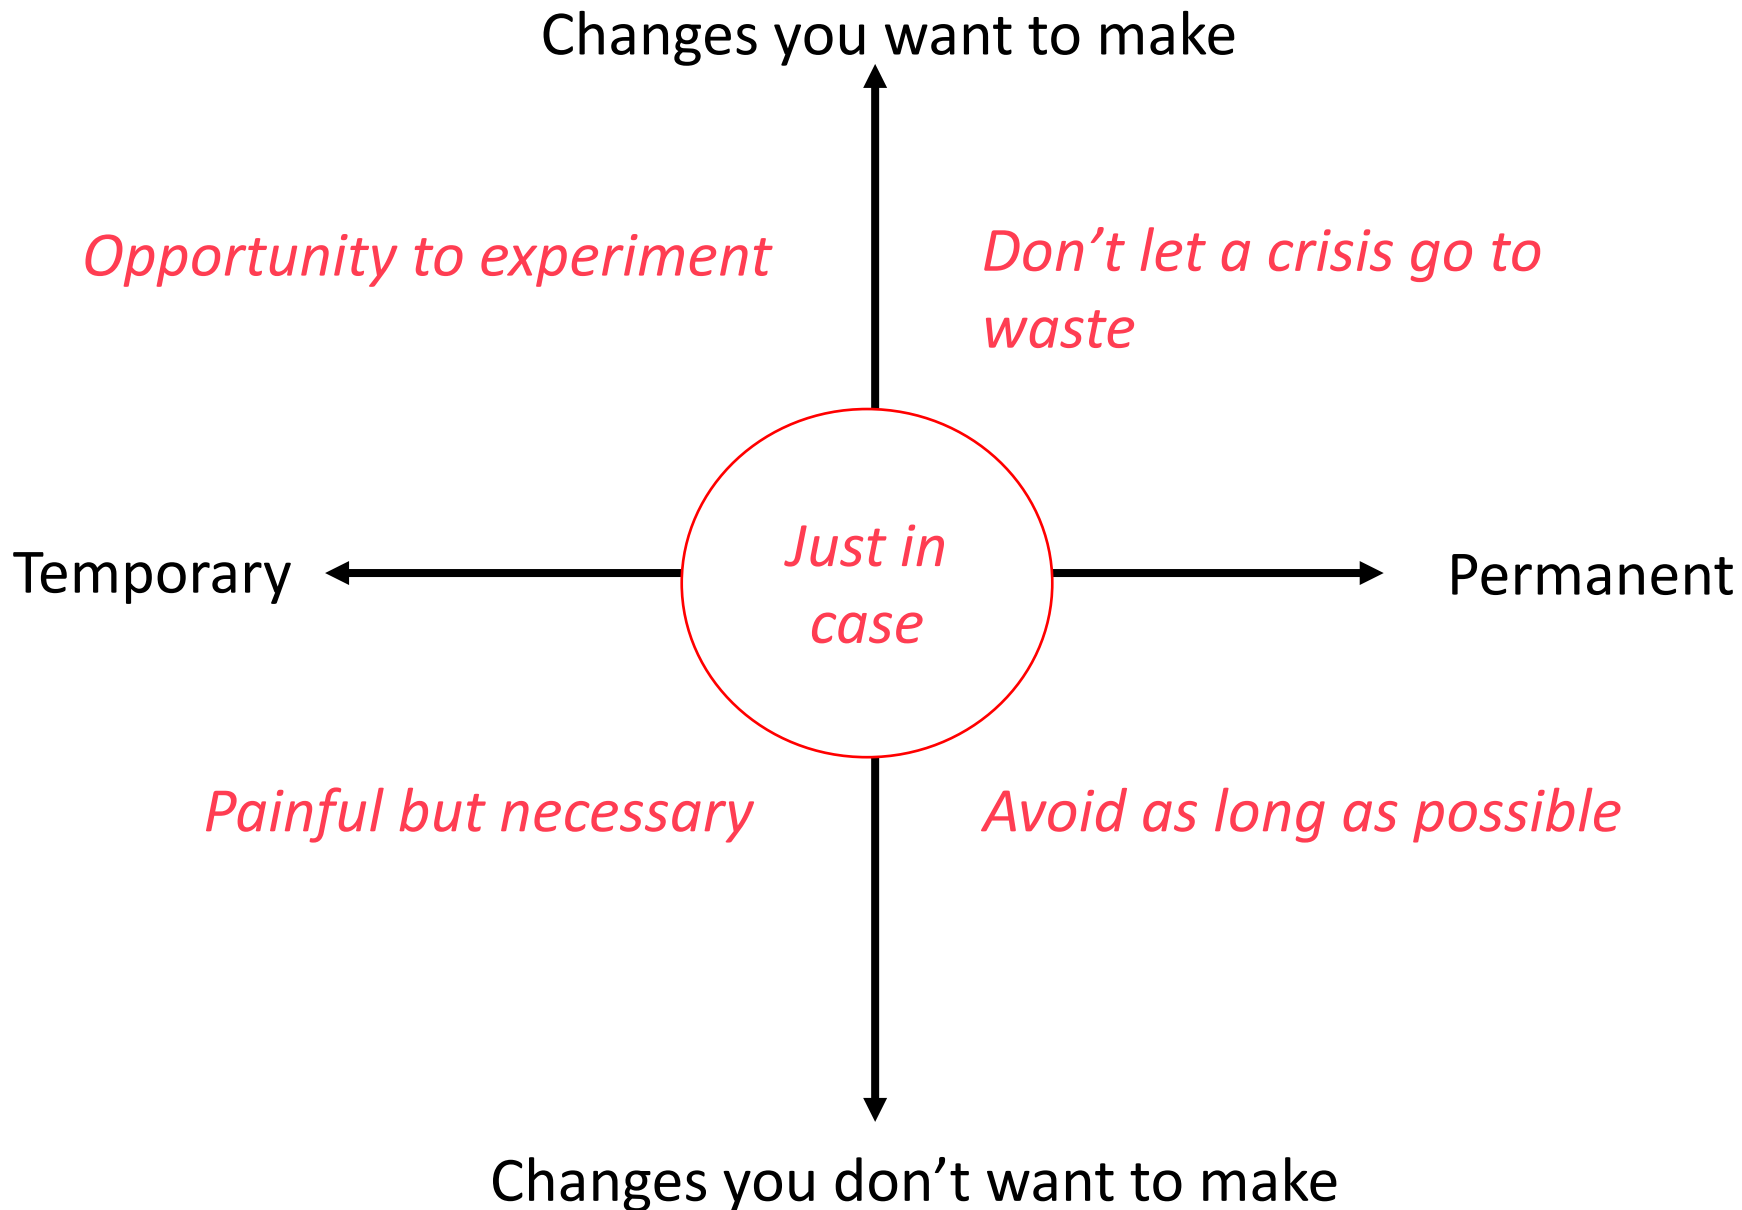 Changes you want to make
Opportunity to experiment
Don’t let a crisis go to
waste
Just in
case
Temporary
Permanent
Painful but necessary
Avoid as long as possible
Changes you don’t want to make